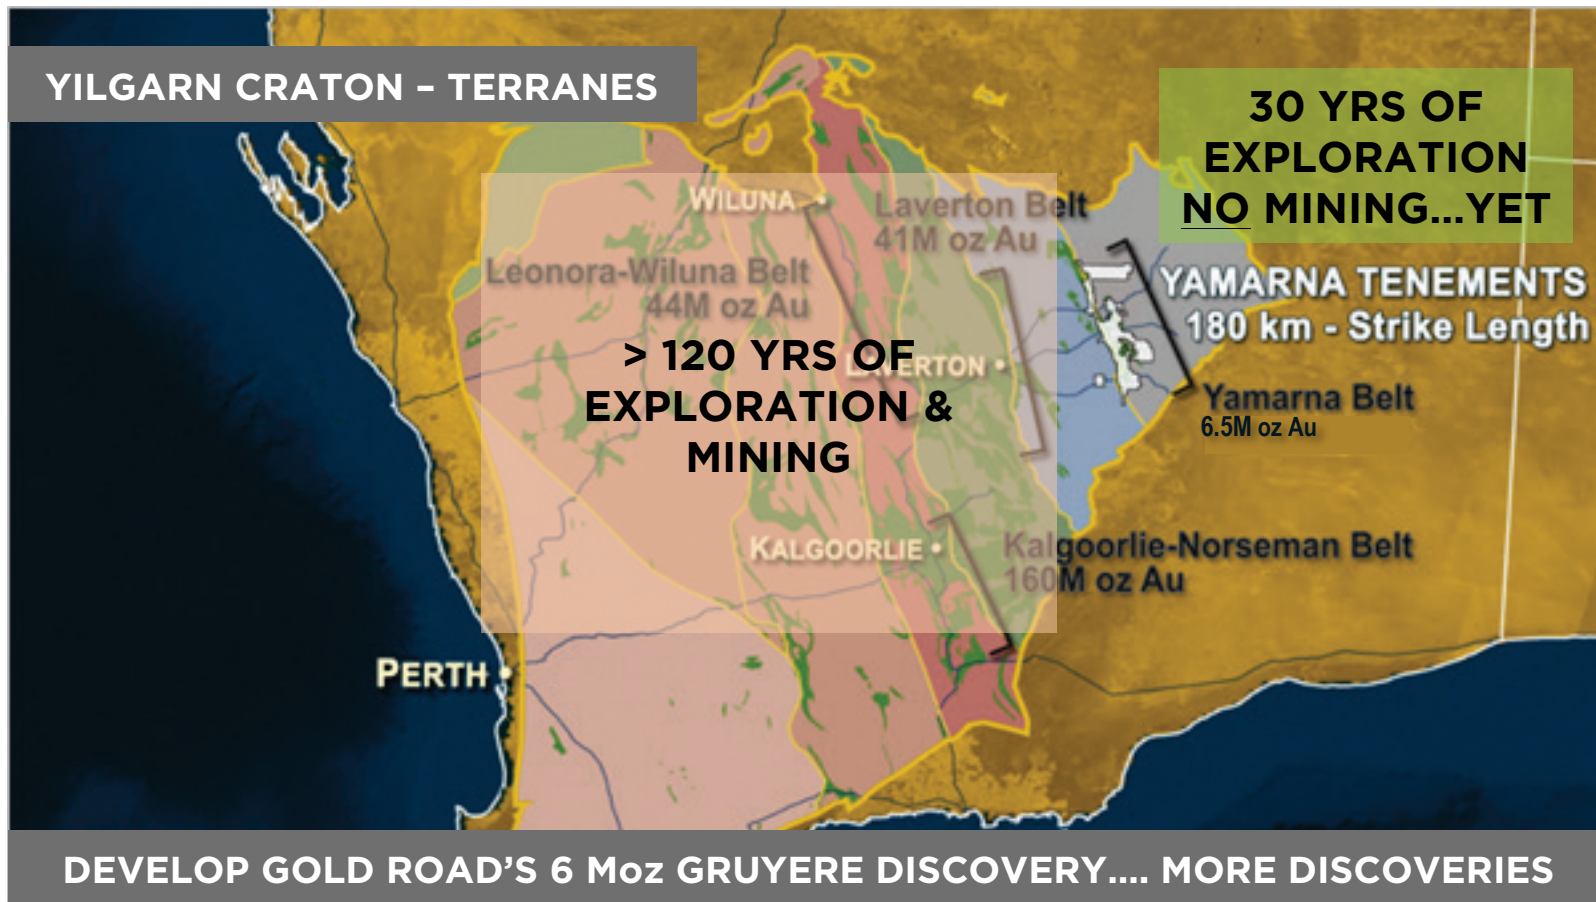 YILGARN CRATON – TERRANES
30 YRS OF
EXPLORATION
NO MINING...YET
WILUNA
Laverton Belt
41M oz Au
Leonora-Wiluna Belt
44M oz Au
YAMARNA TENEMENTS
180 km - Strike Length
> 120 YRS OF
EXPLORATION &
MINING
LAVERTON
Yamarna Belt
6.5M oz Au
KALGOORLIE
Kalgoorlie-Norseman Belt
160M oz Au
PERTH
DEVELOP GOLD ROAD'S 6 Moz GRUYERE DISCOVERY.... MORE DISCOVERIES